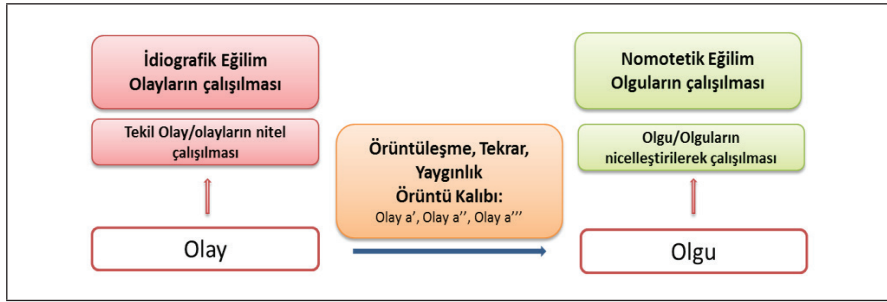 İdiografik Eğilim
Olayların çalışılması
Tekil Olay/olayların nitel
çalışılması
Olay
Örüntüleşme, Tekrar,
Yaygınlık
Örüntü Kalıbı:
Olay a’, Olay a’’, Olay a’’’
Nomotetik Eğilim
Olguların çalışılması
Olgu/Olguların
nicelleştirilerek çalışılması
Olgu